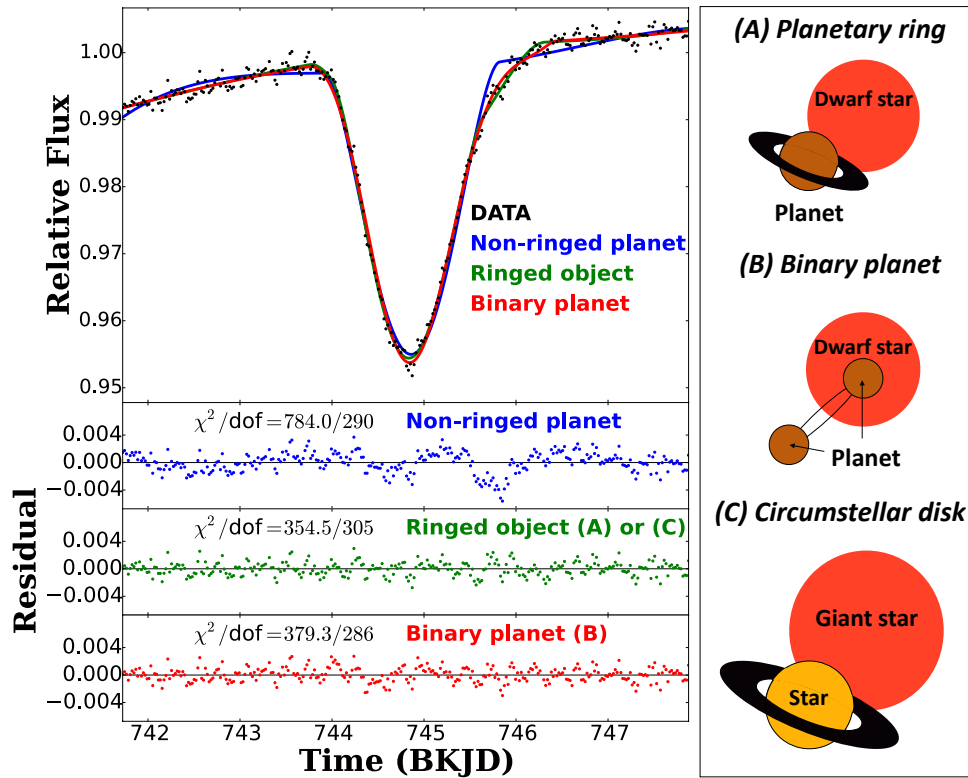 Relative Flux
1.00
0.99
0.98
0.97
0.96
0.95
DATA
Non-ringed planet
Ringed object
Binary planet
Residual
0.004
0.000
−0.004
χ²/dof=784.0/290
Non-ringed planet
0.004
0.000
−0.004
χ²/dof=354.5/305
Ringed object (A) or (C)
0.004
0.000
−0.004
χ²/dof=379.3/286
Binary planet (B)
742
743
744
745
746
747
Time (BKJD)
(A) Planetary ring
Dwarf star
Planet
(B) Binary planet
Dwarf star
Planet
(C) Circumstellar disk
Giant star
Star